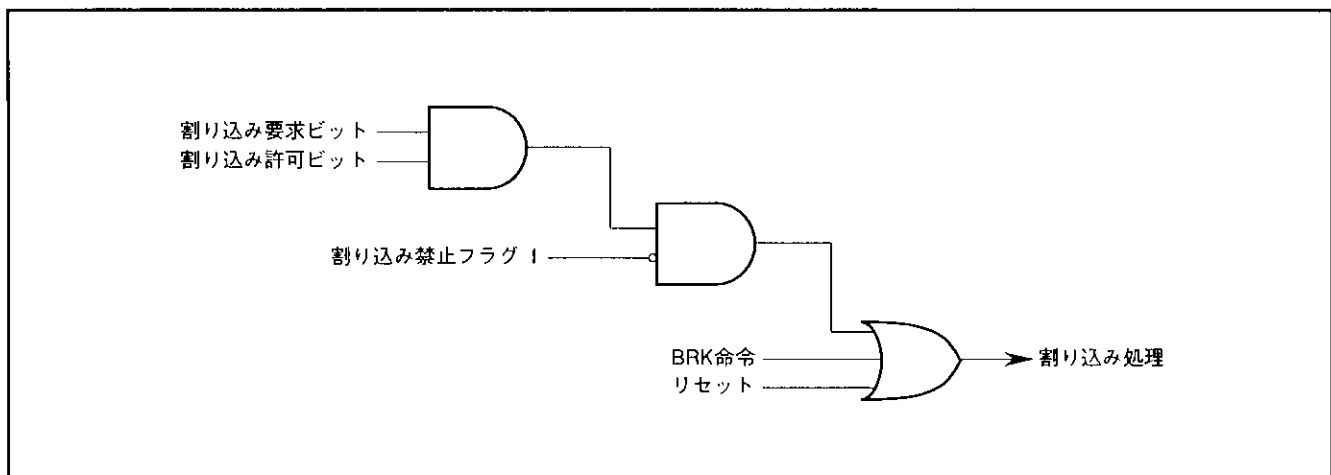 割り込み要求ビット
割り込み許可ビット
割り込み禁止フラグ I
BRK命令
リセット
割り込み処理